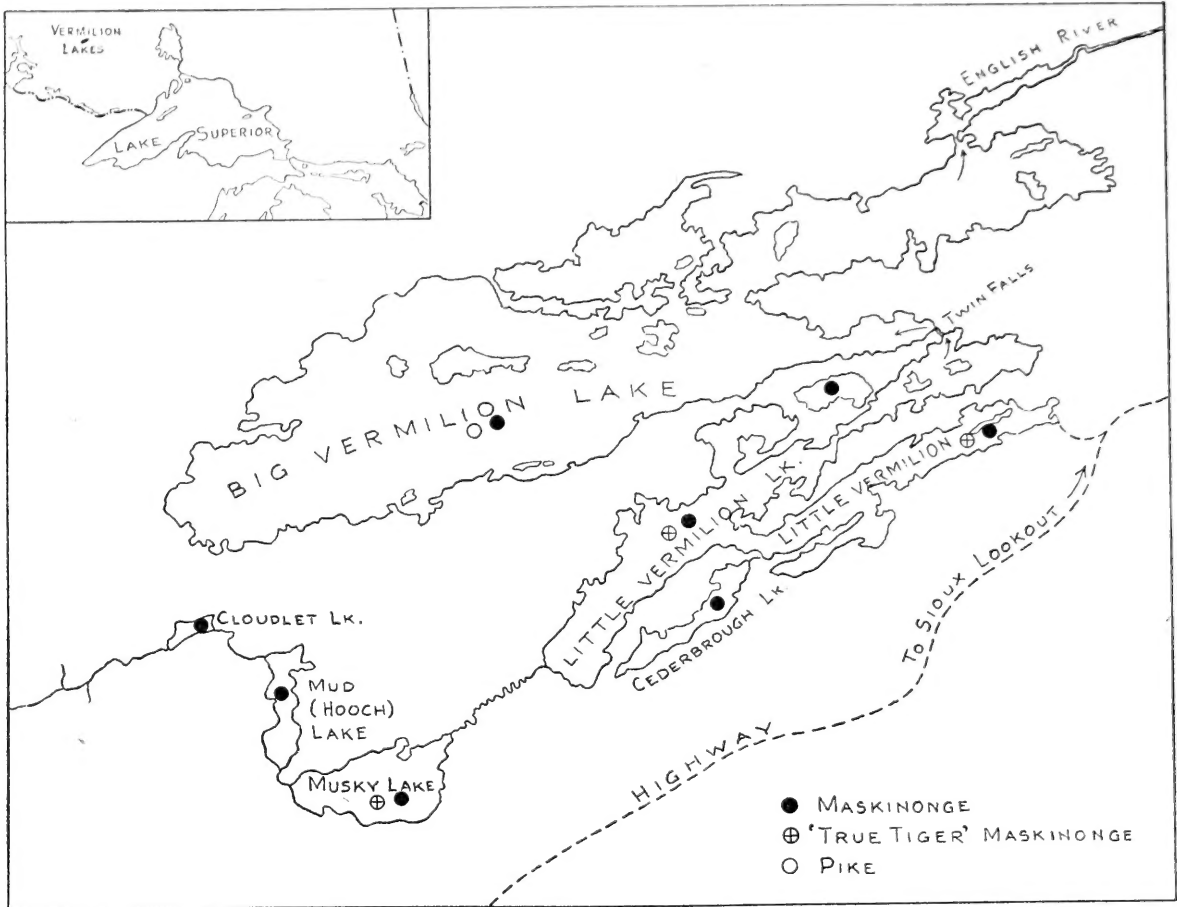 VERMILION
LAKES
LAKE SUPERIOR
ENGLISH RIVER
TWIN FALLS
BIG VERMILION LAKE
LITTLE VERMILION LK.
LITTLE VERMILION
CEDERBROUGH LK.
CLOUDLET LK.
MUD
(HOOCH)
LAKE
MUSKY LAKE
HIGHWAY
TO SIOUX LOOKOUT
MASKINONGE
'TRUE TIGER' MASKINONGE
PIKE